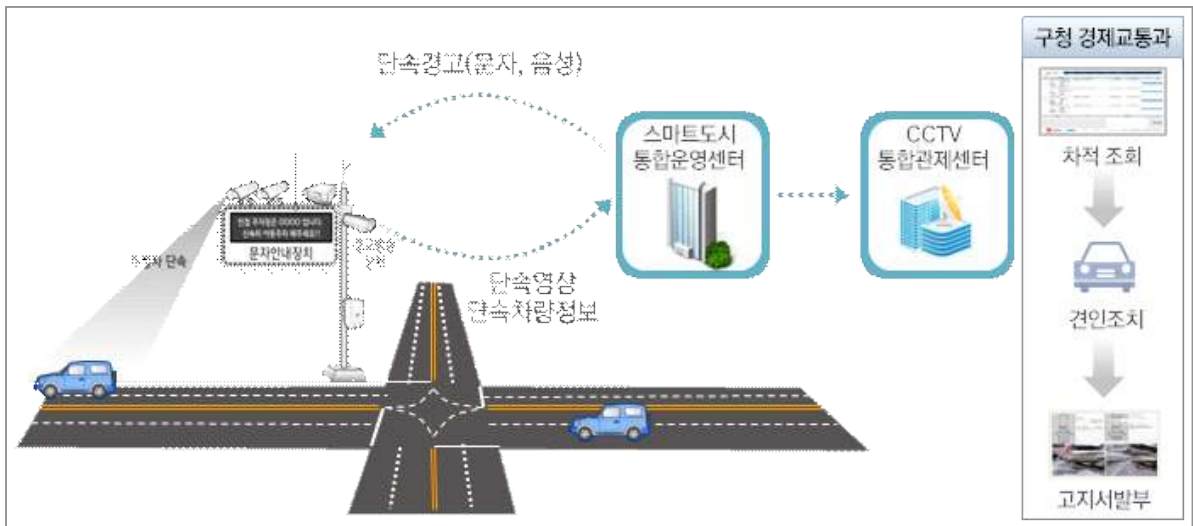 단속경고(문자, 음성)
스마트도시
통합운영센터
CCTV
통합관제센터
구청 경제교통과
차적 조회
견인조치
고지서발부
문자안내장치
단속
단속영상
단속차량정보